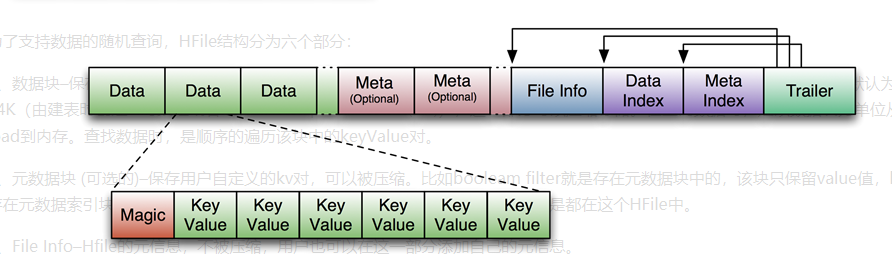 了支持数据的随机查询，HFile结构分为六个部分：
Data Data Data Meta (Optional) Meta (Optional) File Info Data Index Meta Index Trailer
数据块–保
默认为
4K（由建表时
单位
ad到内存。查找数据时，是顺序的遍历该块中的keyValue对。
元数据块 (可选的)–保存用户自定义的kv对，可以被压缩。比如booleam filter就是存在元数据块中的，该块只保留value值，
Magic Key Value Key Value Key Value Key Value Key Value Key Value
存在元数据索引块
是都在这个HFile中。
File Info–Hfile的元信息，不被压缩，用户也可以在这一部分添加自己的元信息。